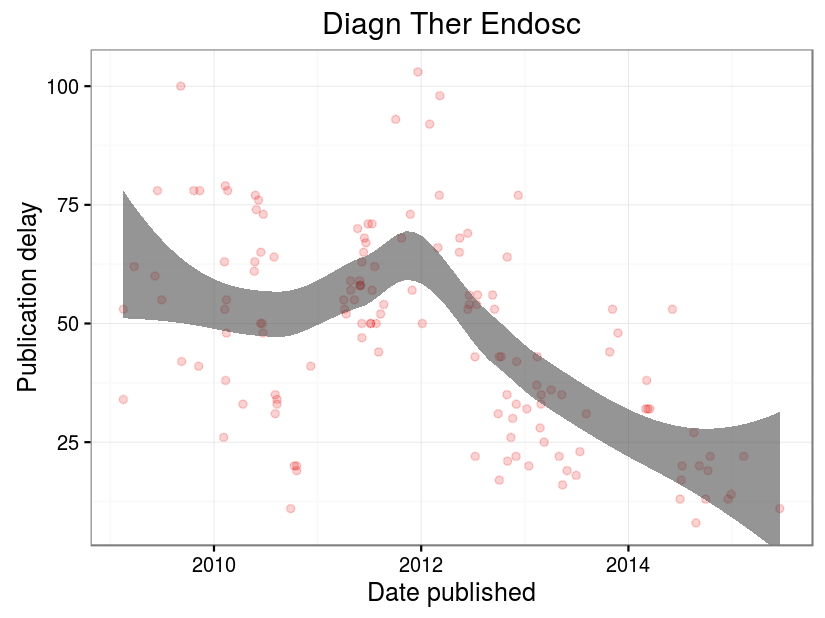 Diagn Ther Endosc
Publication delay
100
75
50
25
2010
2012
2014
Date published